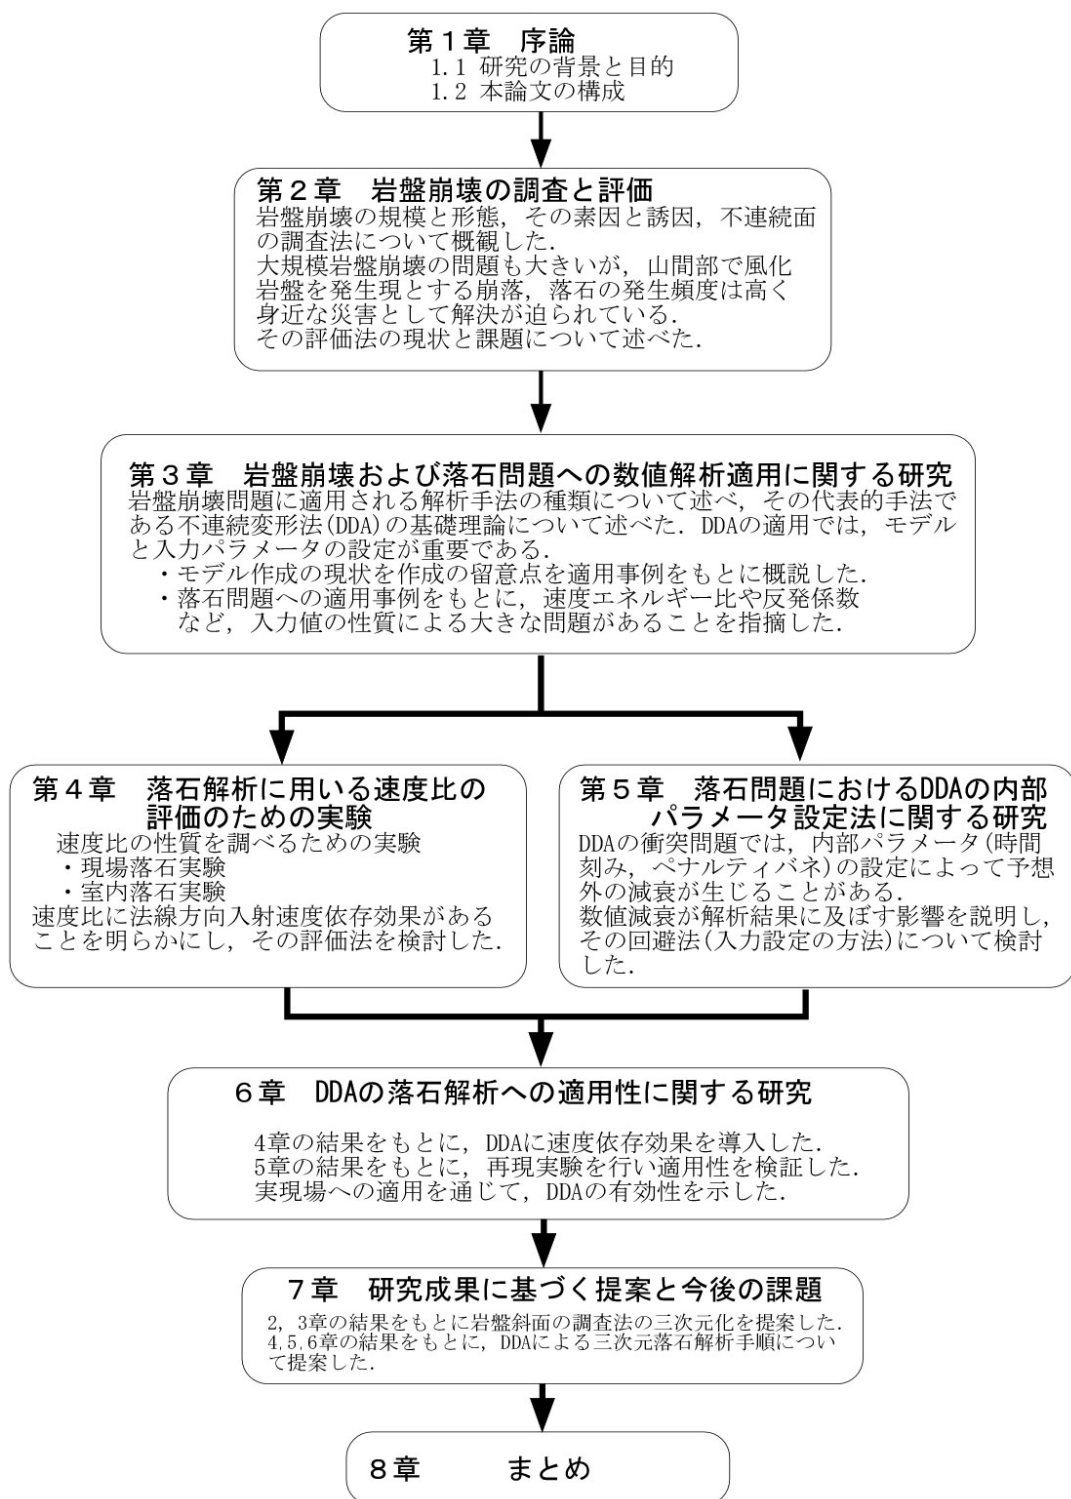 第１章　序論
1.1 研究の背景と目的
1.2 本論文の構成
第２章　岩盤崩壊の調査と評価
岩盤崩壊の規模と形態，その素因と誘因，不連続面
の調査法について概観した．
大規模岩盤崩壊の問題も大きいが，山間部で風化
岩盤を発生現とする崩落，落石の発生頻度は高く
身近な災害として解決が迫られている．
その評価法の現状と課題について述べた．
第３章　岩盤崩壊および落石問題への数値解析適用に関する研究
岩盤崩壊問題に適用される解析手法の種類について述べ，その代表的手法で
ある不連続変形法(DDA)の基礎理論について述べた．DDAの適用では，モデル
と入力パラメータの設定が重要である．
・モデル作成の現状を作成の留意点を適用事例をもとに概説した．
・落石問題への適用事例をもとに，速度エネルギー比や反発係数
など，入力値の性質による大きな問題があることを指摘した．
第４章　落石解析に用いる速度比の
評価のための実験
速度比の性質を調べるための実験
・現場落石実験
・室内落石実験
速度比に法線方向入射速度依存効果がある
ことを明らかにし，その評価法を検討した．
第５章　落石問題におけるDDAの内部
パラメータ設定法に関する研究
DDAの衝突問題では，内部パラメータ(時間
刻み，ペナルティバネ)の設定によって予想
外の減衰が生じることがある．
数値減衰が解析結果に及ぼす影響を説明し，
その回避法(入力設定の方法)について検討
した．
６章　DDAの落石解析への適用性に関する研究
4章の結果をもとに，DDAに速度依存効果を導入した．
5章の結果をもとに，再現実験を行い適用性を検証した．
実現場への適用を通じて，DDAの有効性を示した．
７章　研究成果に基づく提案と今後の課題
2，3章の結果をもとに岩盤斜面の調査法の三次元化を提案した．
4,5,6章の結果をもとに，DDAによる三次元落石解析手順につい
て提案した．
８章　まとめ